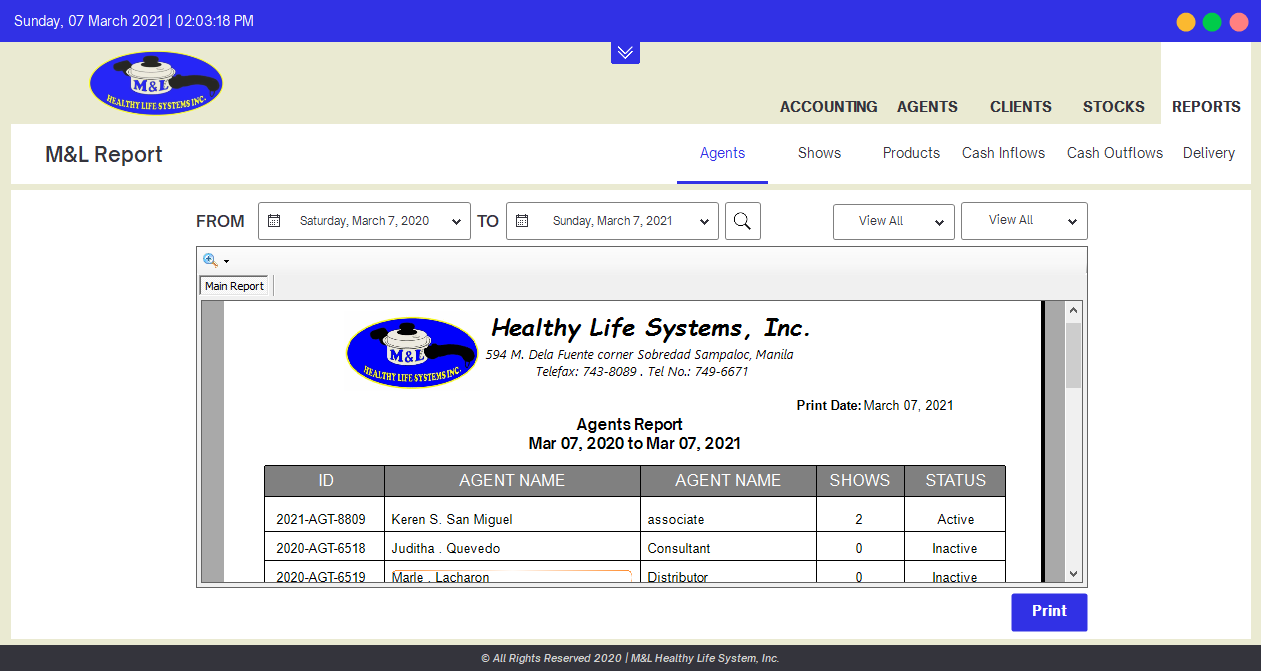 Sunday, 07 March 2021 | 02:03:18 PM
M&L
HEALTHY LIFE SYSTEMS INC.
ACCOUNTING AGENTS CLIENTS STOCKS REPORTS
M&L Report
Agents Shows Products Cash Inflows Cash Outflows Delivery
FROM Saturday, March 7, 2020 TO Sunday, March 7, 2021 View All View All
Main Report
M&L
HEALTHY LIFE SYSTEMS INC.
Healthy Life Systems, Inc.
594 M. Dela Fuente corner Sobredad Sampaloc, Manila
Telefax: 743-8089 . Tel No.: 749-6671
Print Date: March 07, 2021
Agents Report
Mar 07, 2020 to Mar 07, 2021
ID AGENT NAME AGENT NAME SHOWS STATUS
2021-AGT-8809 Keren S. San Miguel associate 2 Active
2020-AGT-6518 Juditha . Quevedo Consultant 0 Inactive
2020-AGT-6519 Marle . Lacharon Distributor 0 Inactive
Print
© All Rights Reserved 2020 | M&L Healthy Life System, Inc.